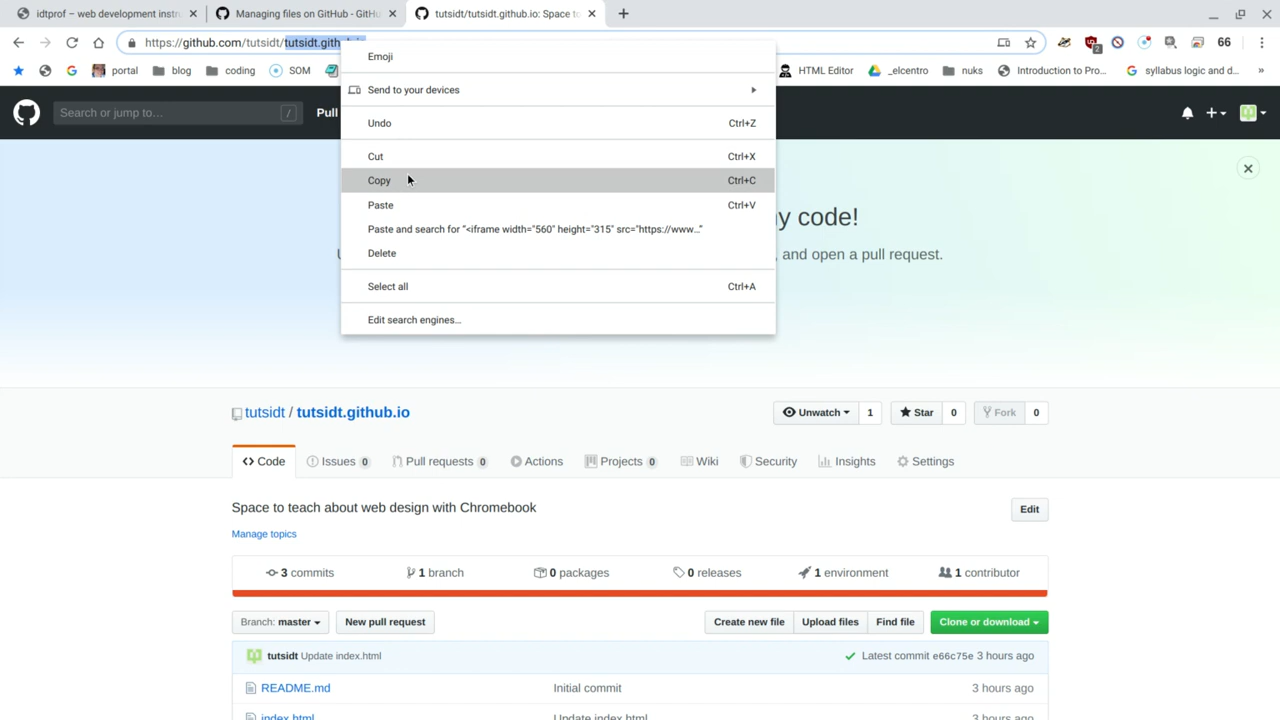 idtprof – web development instru
Managing files on GitHub - GitHu
tutsidt/tutsidt.github.io: Space to
https://github.com/tutsidt/tutsidt.github.io
2
66
portal
blog
coding
SOM
HTML Editor
_elcentro
nuks
Introduction to Pro...
syllabus logic and d...
»
Search or jump to…
/
Pull
Emoji
Send to your devices
Undo Ctrl+Z
Cut Ctrl+X
Copy Ctrl+C
Paste Ctrl+V
Paste and search for “<iframe width="560" height="315" src="https://www…”
Delete
Select all Ctrl+A
Edit search engines...
y code!
, and open a pull request.
tutsidt / tutsidt.github.io
Unwatch 1
Star 0
Fork 0
Code
Issues 0
Pull requests 0
Actions
Projects 0
Wiki
Security
Insights
Settings
Space to teach about web design with Chromebook
Edit
Manage topics
3 commits
1 branch
0 packages
0 releases
1 environment
1 contributor
Branch: master
New pull request
Create new file
Upload files
Find file
Clone or download
tutsidt Update index.html
Latest commit e66c75e 3 hours ago
README.md Initial commit 3 hours ago
index.html Update index.html 3 hours ago